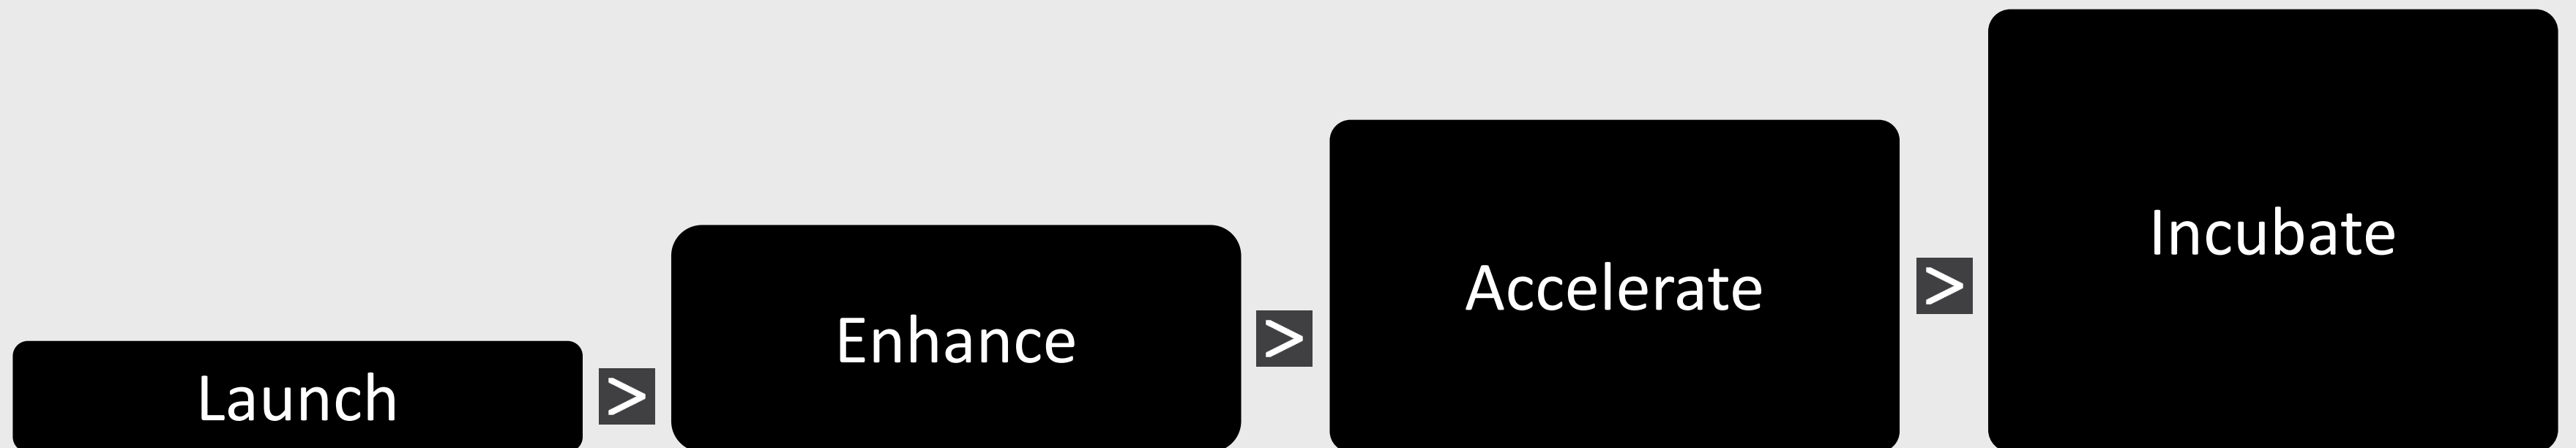 Launch
>
Enhance
>
Accelerate
>
Incubate